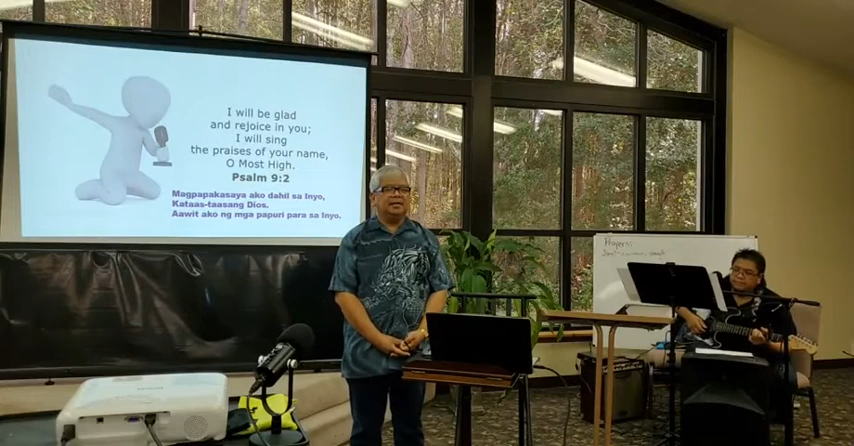 I will be glad
and rejoice in you;
I will sing
the praises of your name,
O Most High.
Psalm 9:2
Magpapakasaya ako dahil sa Inyo,
Kataas-taasang Dios.
Aawit ako ng mga papuri para sa Inyo.
Prayers: